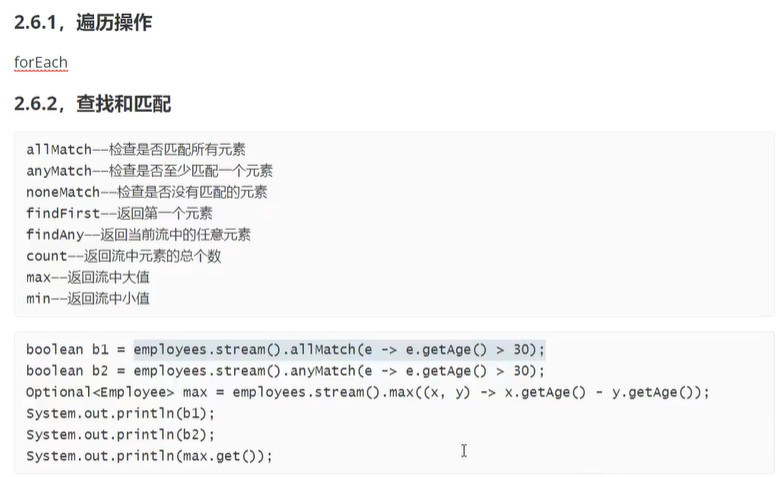 2.6.1，遍历操作
forEach
2.6.2，查找和匹配
allMatch——检查是否匹配所有元素
anyMatch——检查是否至少匹配一个元素
noneMatch——检查是否没有匹配的元素
findFirst——返回第一个元素
findAny——返回当前流中的任意元素
count——返回流中元素的总个数
max——返回流中大值
min——返回流中小值
boolean b1 = employees.stream().allMatch(e -> e.getAge() > 30);
boolean b2 = employees.stream().anyMatch(e -> e.getAge() > 30);
Optional<Employee> max = employees.stream().max((x, y) -> x.getAge() - y.getAge());
System.out.println(b1);
System.out.println(b2);
System.out.println(max.get());